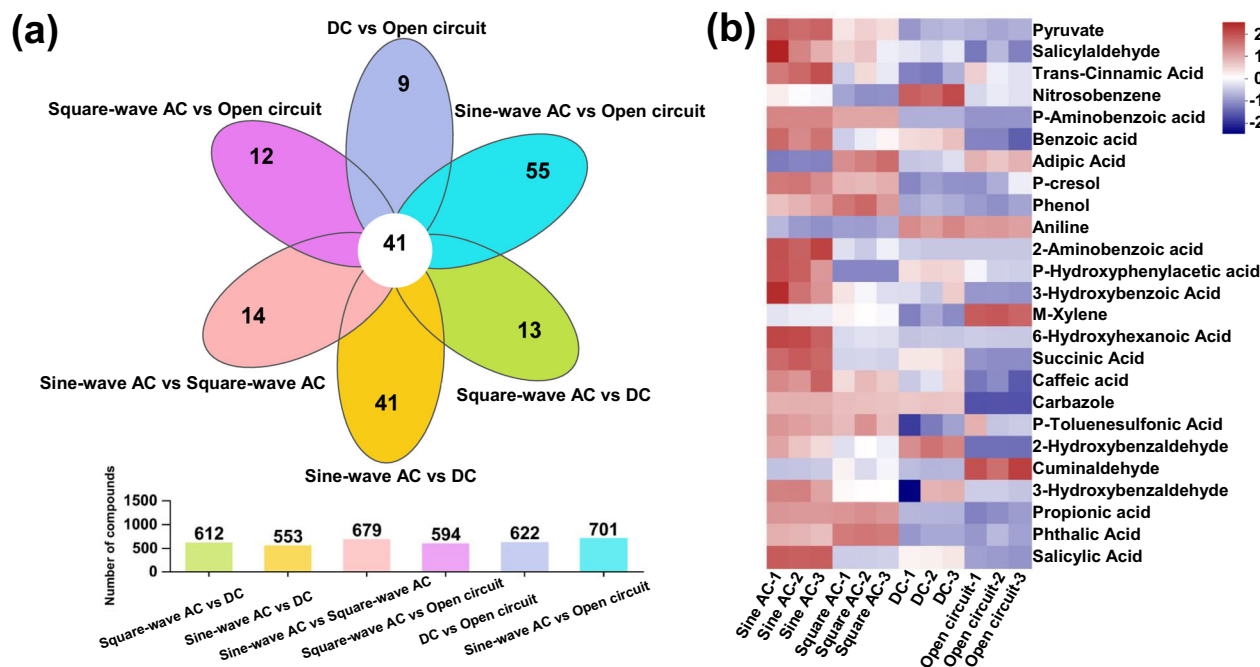 (a)
DC vs Open circuit
9
Square-wave AC vs Open circuit
Sine-wave AC vs Open circuit
12
55
41
14
13
Sine-wave AC vs Square-wave AC
Square-wave AC vs DC
41
Sine-wave AC vs DC
Number of compounds
1500
1000
500
0
612
553
679
594
622
701
Square-wave AC vs DC
Sine-wave AC vs DC
Sine-wave AC vs Square-wave AC
Square-wave AC vs Open circuit
DC vs Open circuit
Sine-wave AC vs Open circuit
(b)
Pyruvate
Salicylaldehyde
Trans-Cinnamic Acid
Nitrosobenzene
P-Aminobenzoic acid
Benzoic acid
Adipic Acid
P-cresol
Phenol
Aniline
2-Aminobenzoic acid
P-Hydroxyphenylacetic acid
3-Hydroxybenzoic Acid
M-Xylene
6-Hydroxyhexanoic Acid
Succinic Acid
Caffeic acid
Carbazole
P-Toluenesulfonic Acid
2-Hydroxybenzaldehyde
Cuminaldehyde
3-Hydroxybenzaldehyde
Propionic acid
Phthalic Acid
Salicylic Acid
2
1
0
-1
-2
Sine AC-1
Sine AC-2
Sine AC-3
Square AC-1
Square AC-2
Square AC-3
DC-1
DC-2
DC-3
Open circuit-1
Open circuit-2
Open circuit-3